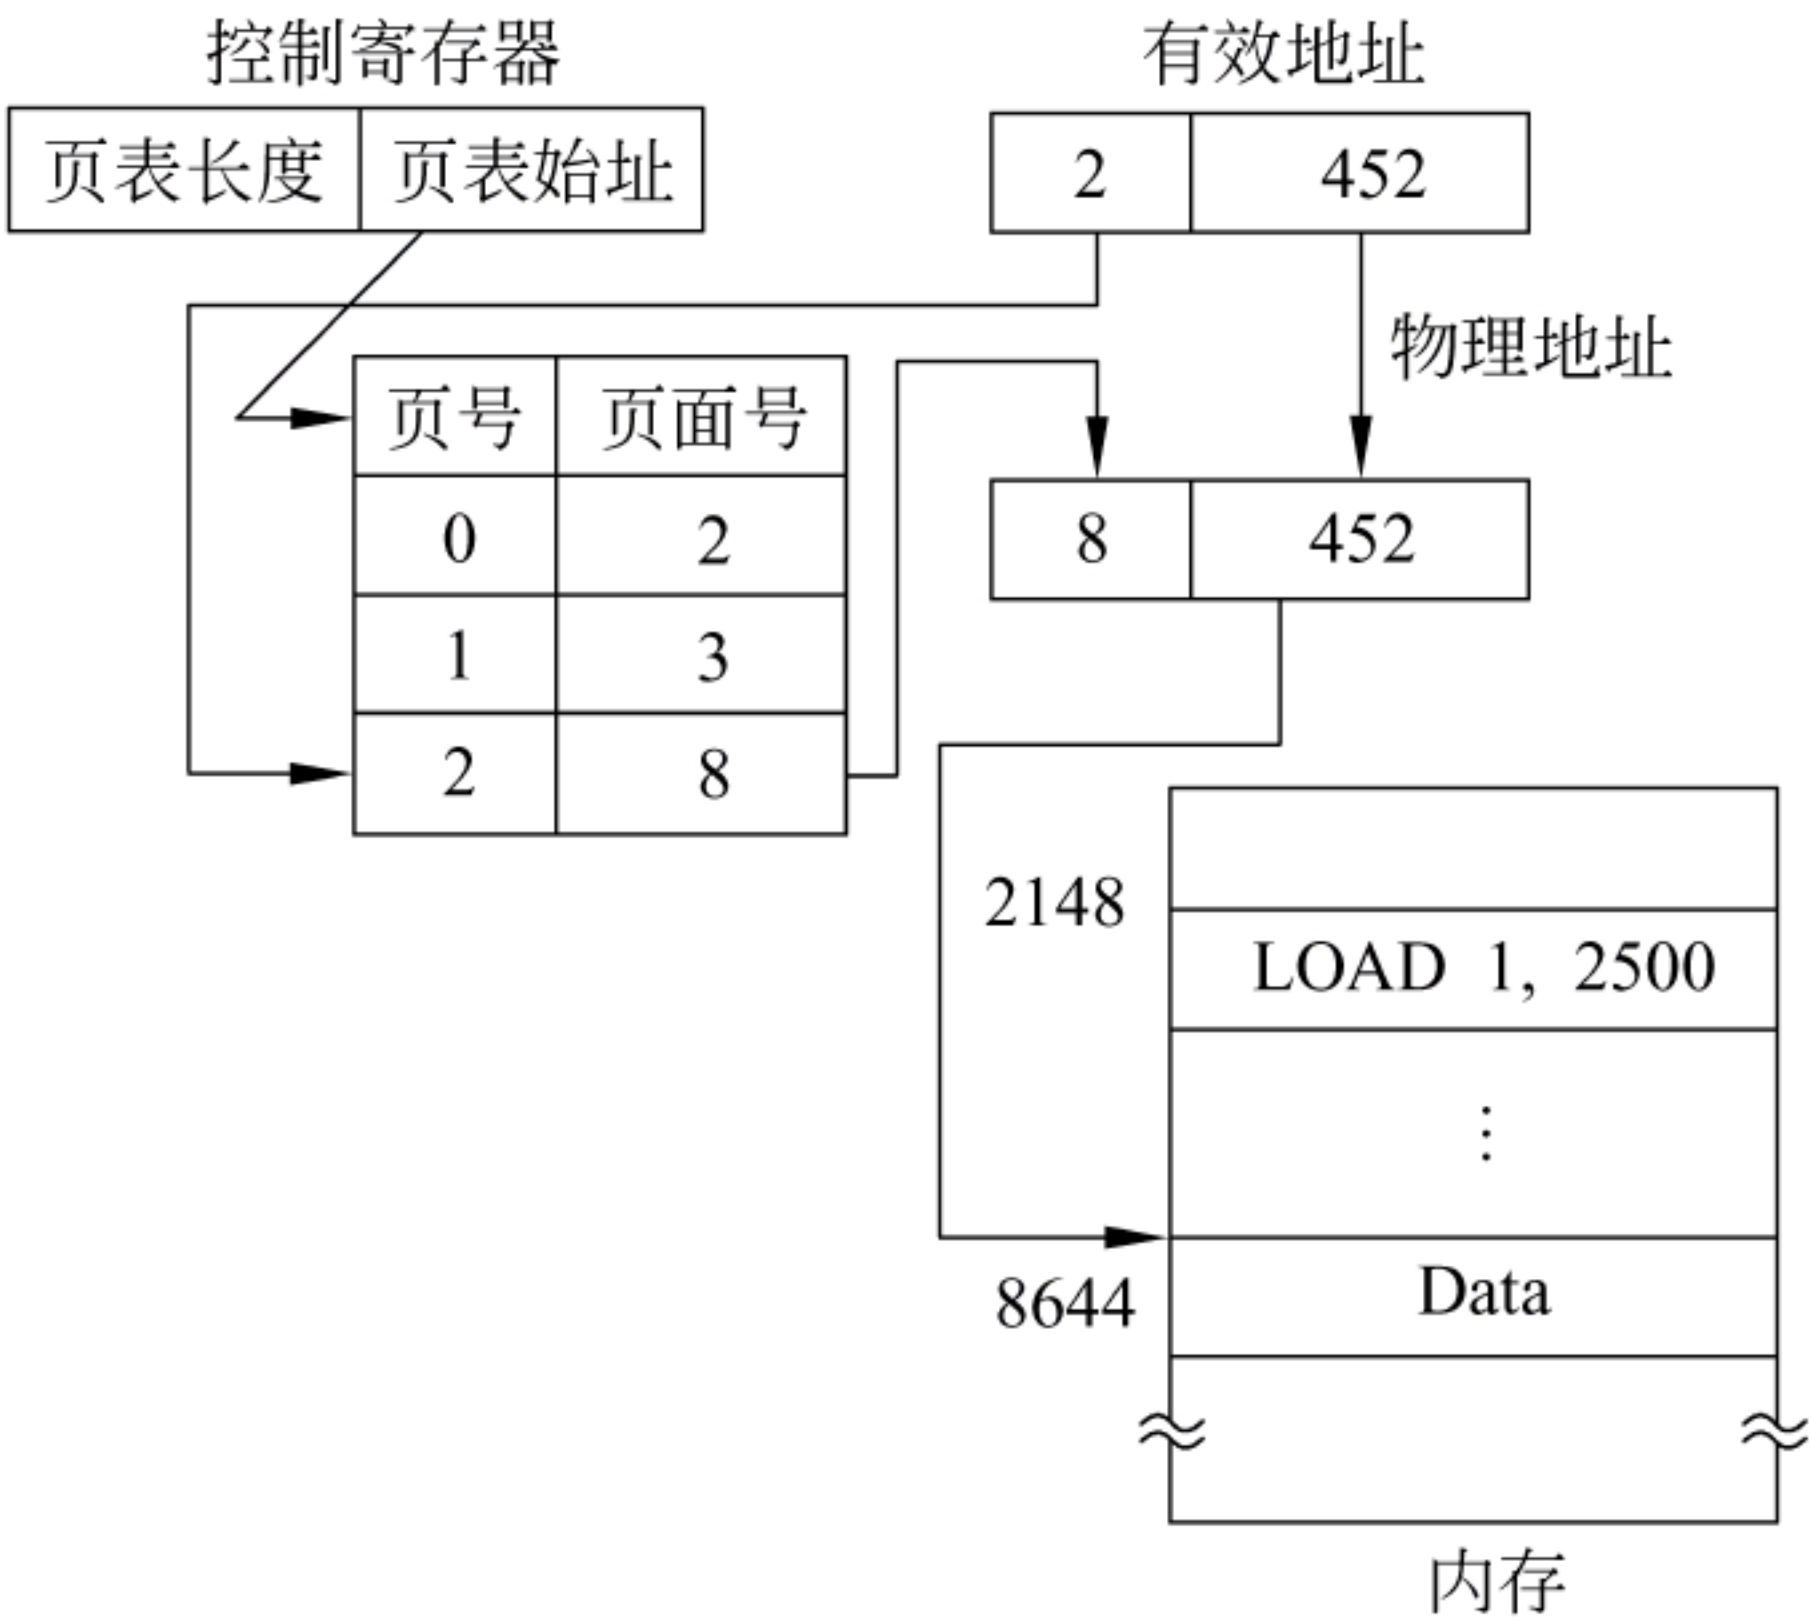 控制寄存器
有效地址
页表长度 页表始址
2 452
物理地址
页号 页面号
0 2
8 452
1 3
2 8
2148
LOAD 1, 2500
⋮
8644
Data
内存